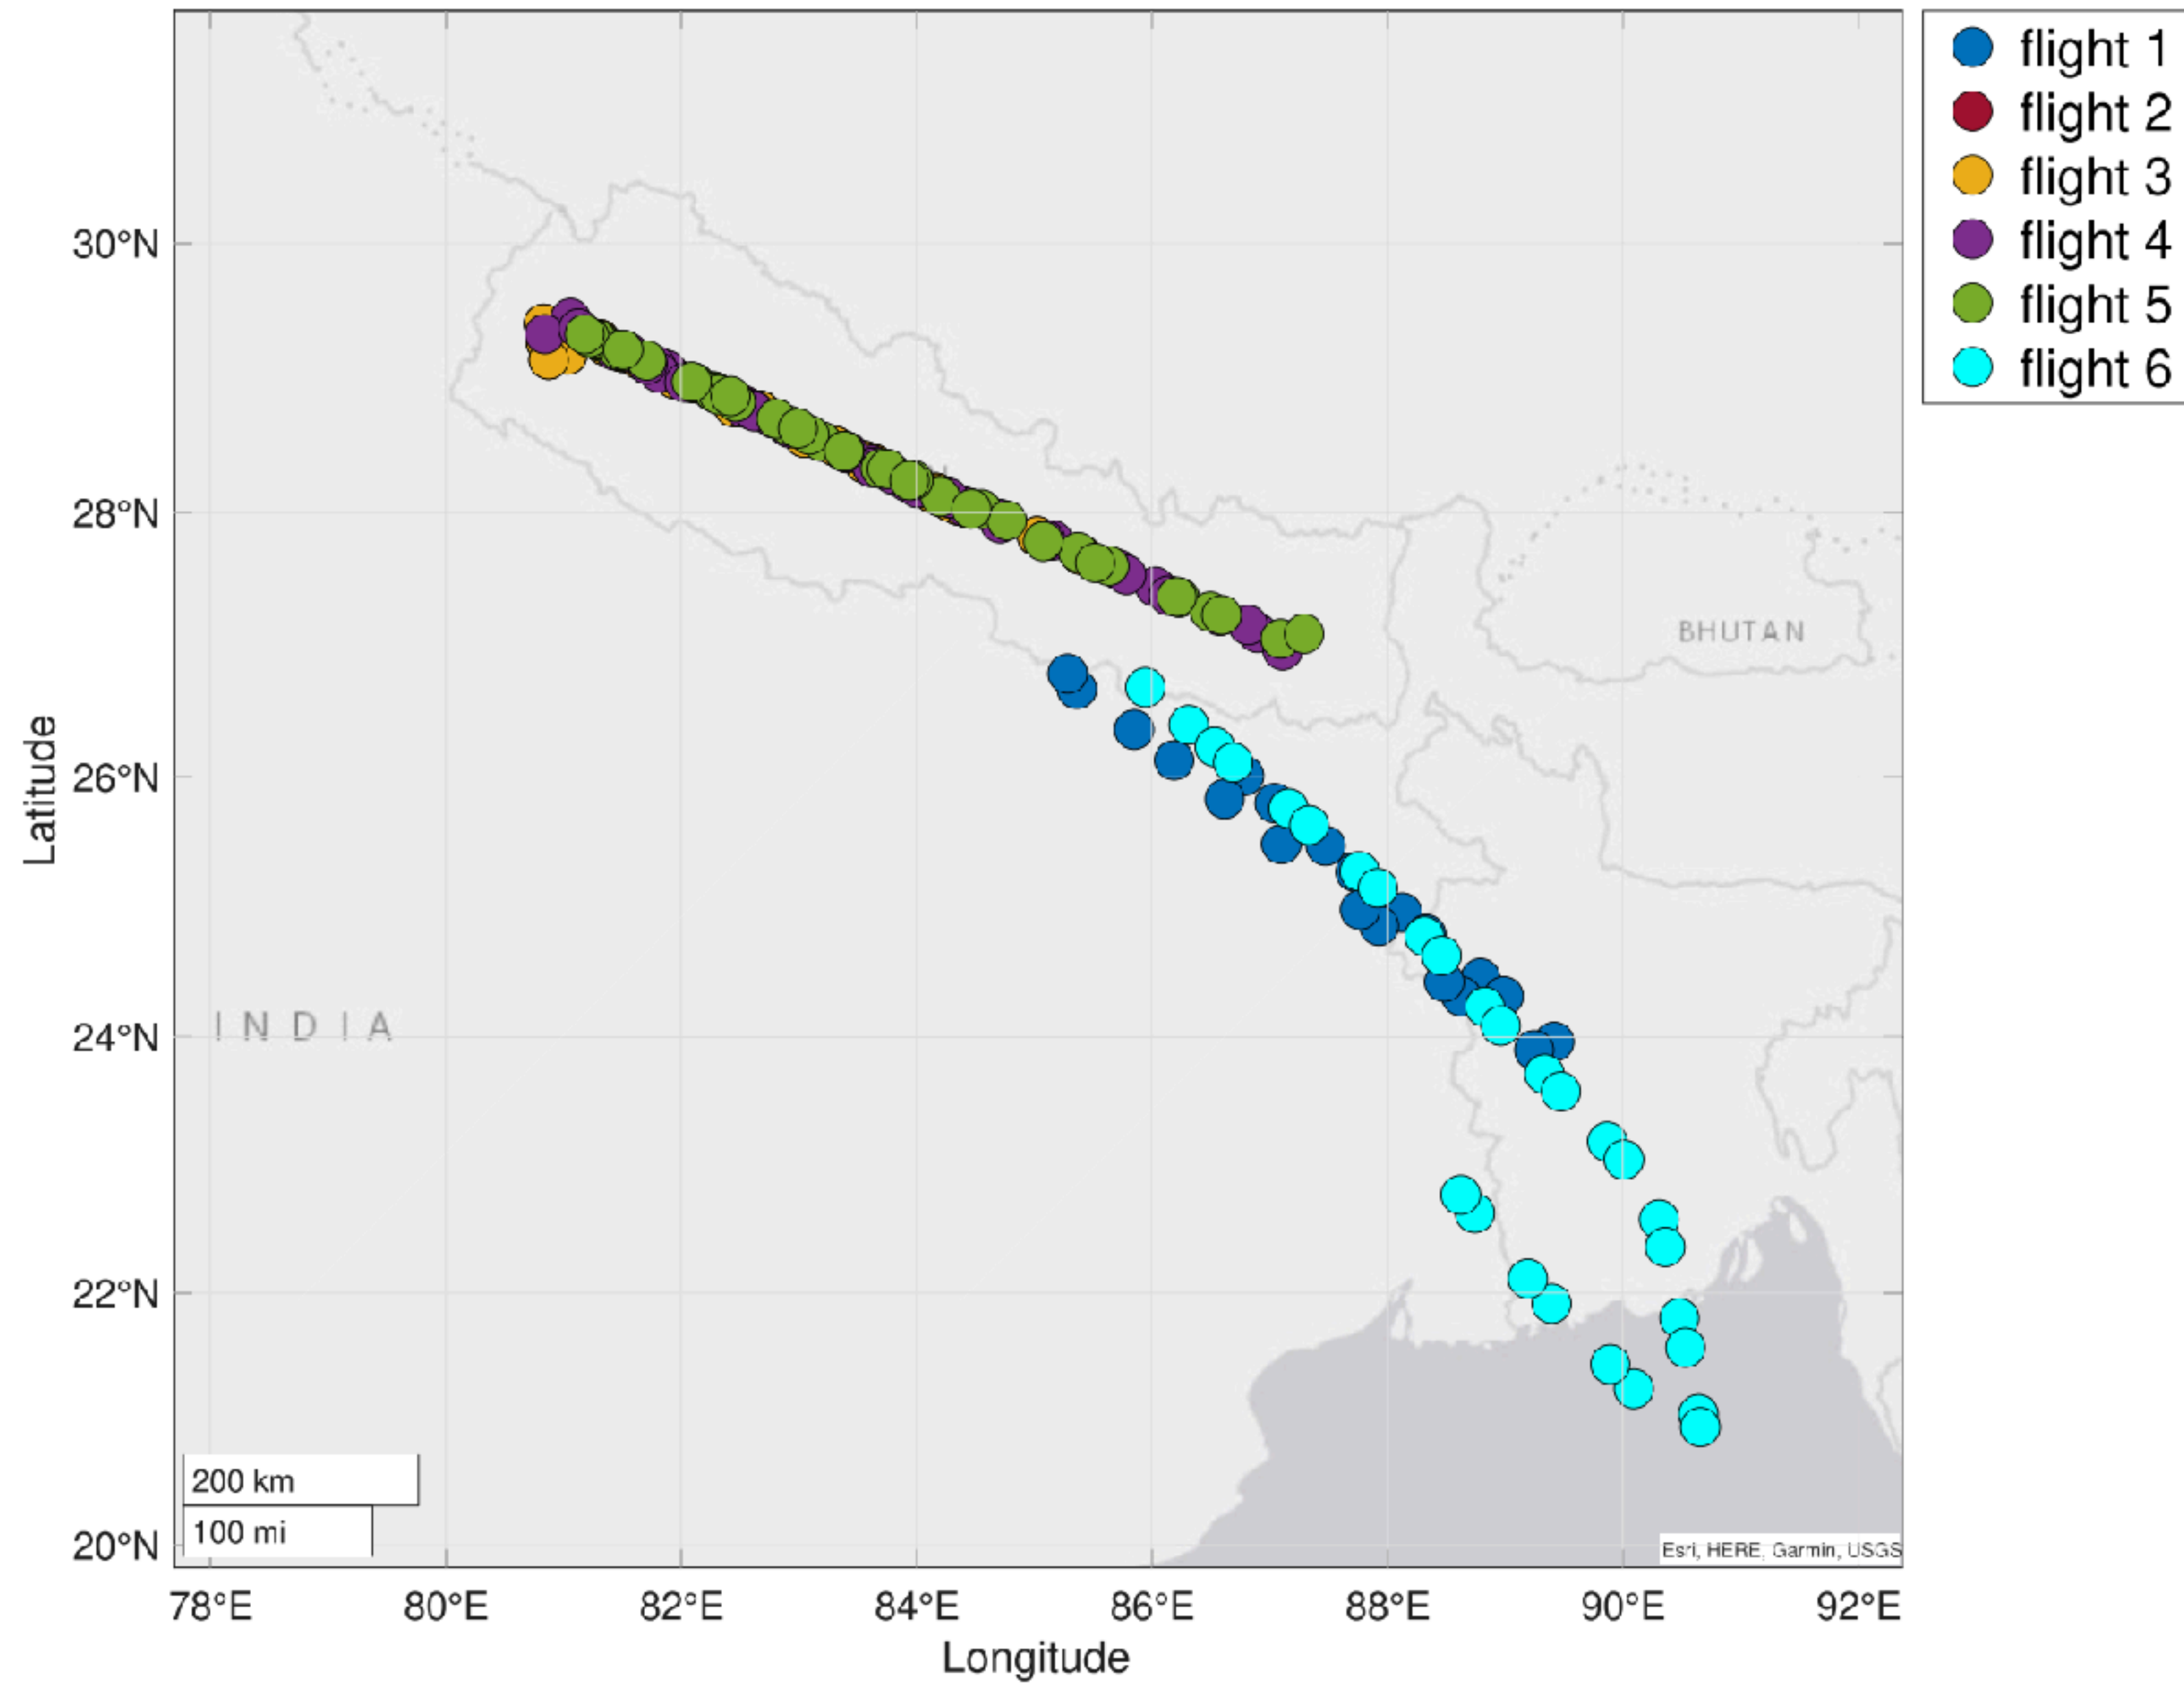 flight 1
flight 2
flight 3
flight 4
flight 5
flight 6
30°N
28°N
26°N
24°N
22°N
20°N
Latitude
BHUTAN
INDIA
200 km
100 mi
Esri, HERE, Garmin, USGS
78°E 80°E 82°E 84°E 86°E 88°E 90°E 92°E
Longitude